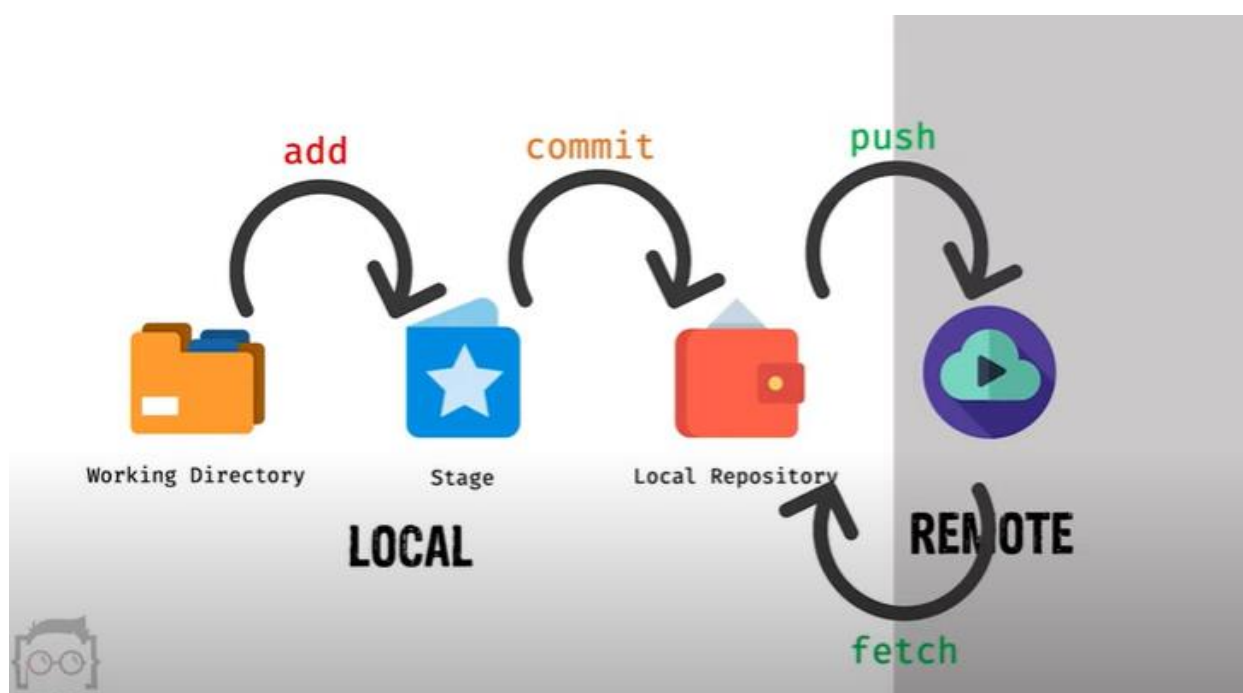 add
commit
push
Working Directory
Stage
Local Repository
LOCAL
REMOTE
fetch